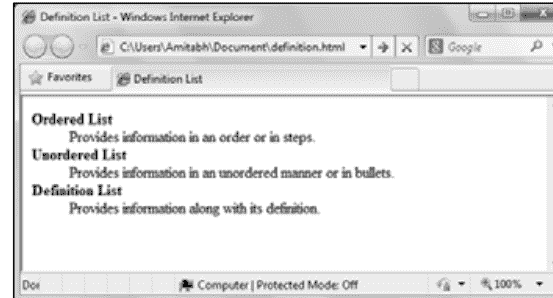 Definition List - Windows Internet Explorer
C:\Users\Amitabh\Document\definition.html
Google
Favorites
Definition List
Ordered List
Provides information in an order or in steps.
Unordered List
Provides information in an unordered manner or in bullets.
Definition List
Provides information along with its definition.
Computer | Protected Mode: Off
100%